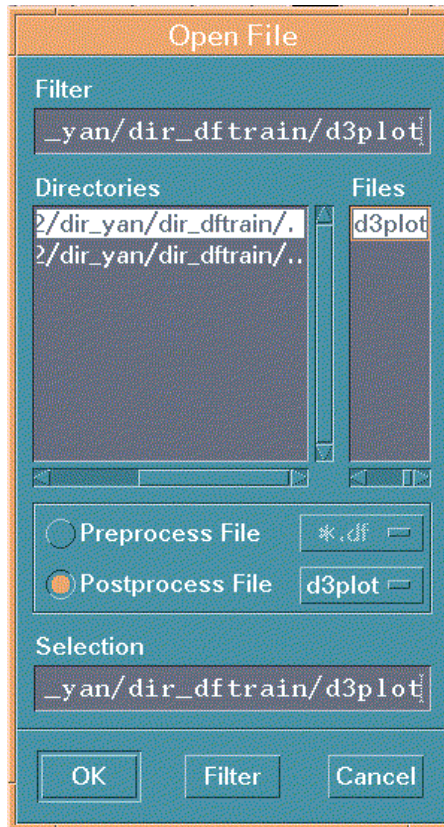 Open File
Filter
_yan/dir_dftrain/d3plot
Directories
Files
2/dir_yan/dir_dftrain/.
d3plot
2/dir_yan/dir_dftrain/..
Preprocess File
*.df
Postprocess File
d3plot
Selection
_yan/dir_dftrain/d3plot
OK
Filter
Cancel